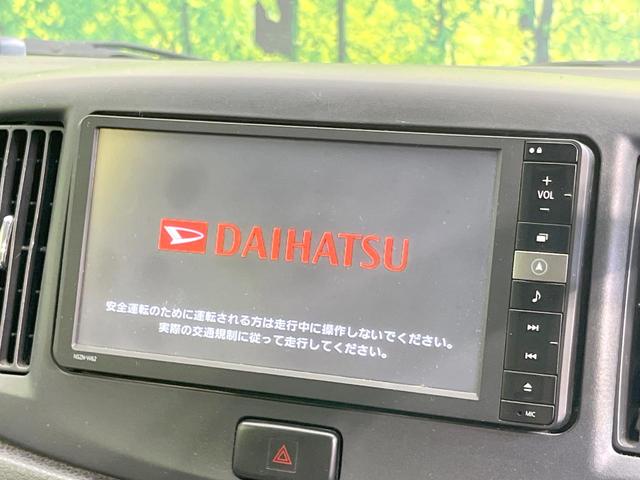 DAIHATSU
安全運転のために運転される方は走行中に操作しないでください。
実際の交通規制に従って走行してください。
NSZN-W62
+
VOL
−
MIC